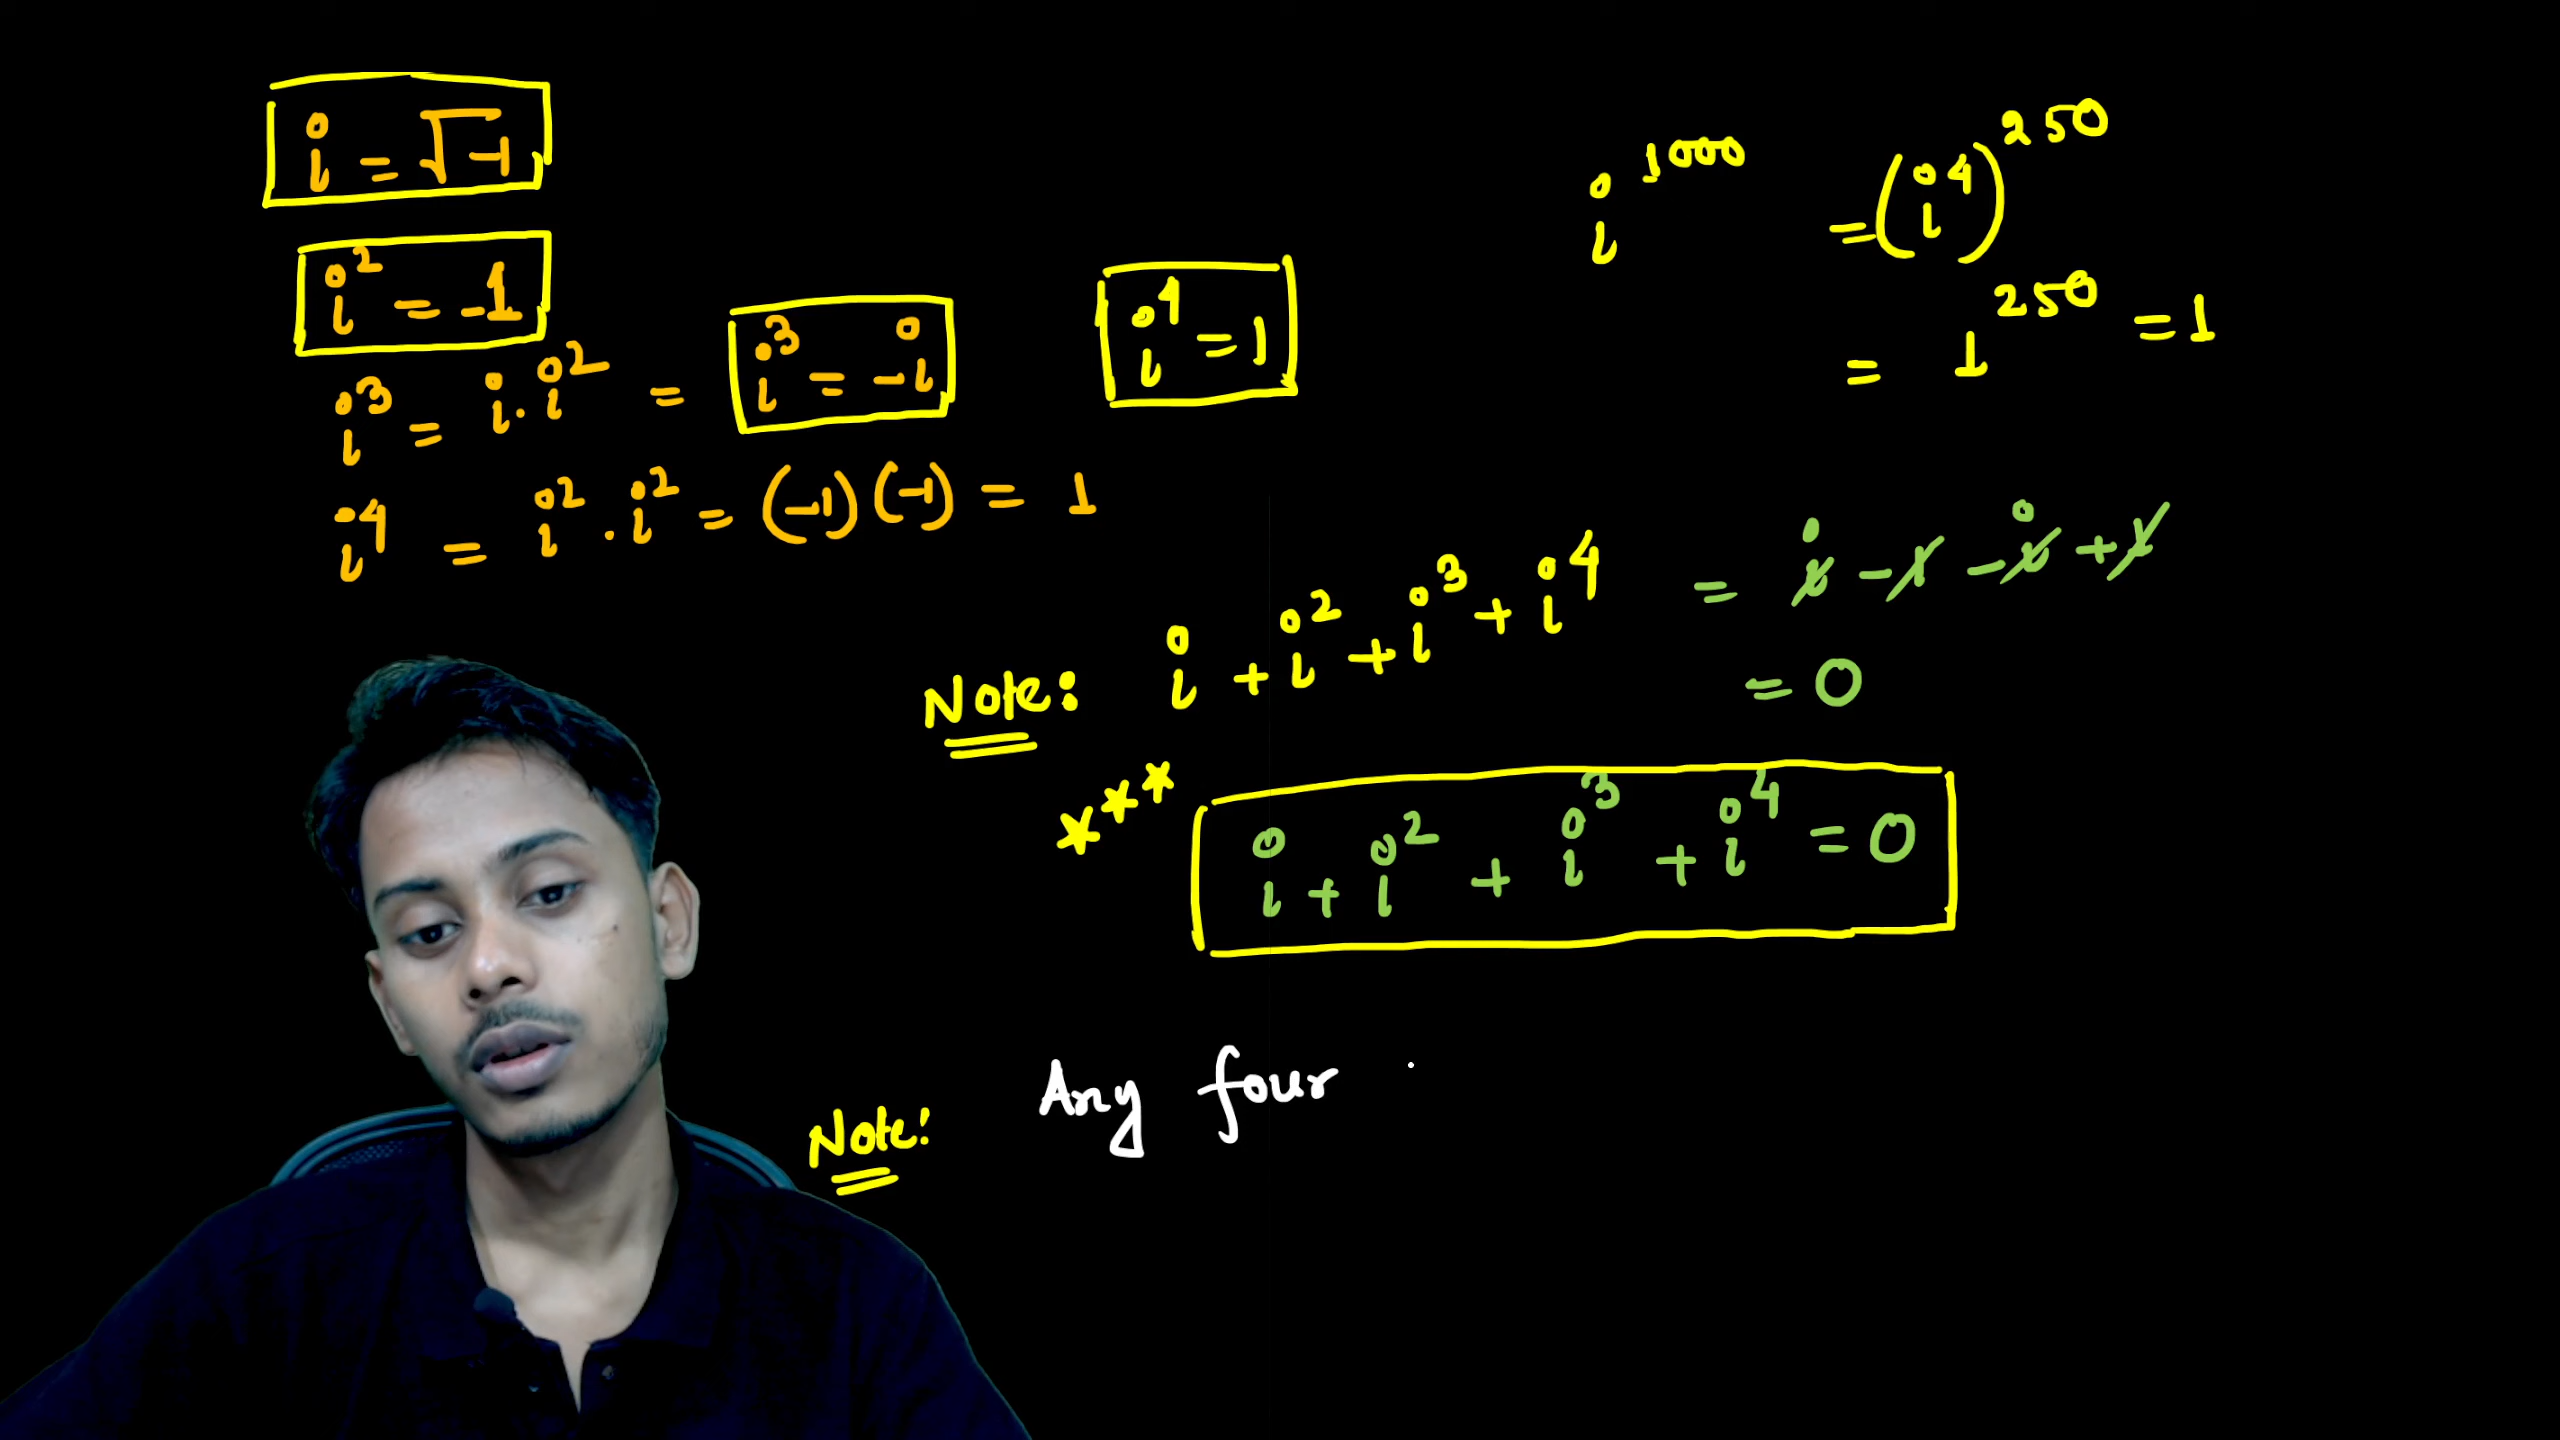 i = √-1
i² = -1
i³ = i·i² = i³ = -i
i⁴ = 1
i⁴ = i²·i² = (-1)(-1) = 1
i¹⁰⁰⁰ = (i⁴)²⁵⁰
= 1²⁵⁰ = 1
Note: i + i² + i³ + i⁴ = i - 1 - i + 1
= 0
*** i + i² + i³ + i⁴ = 0
Note: Any four